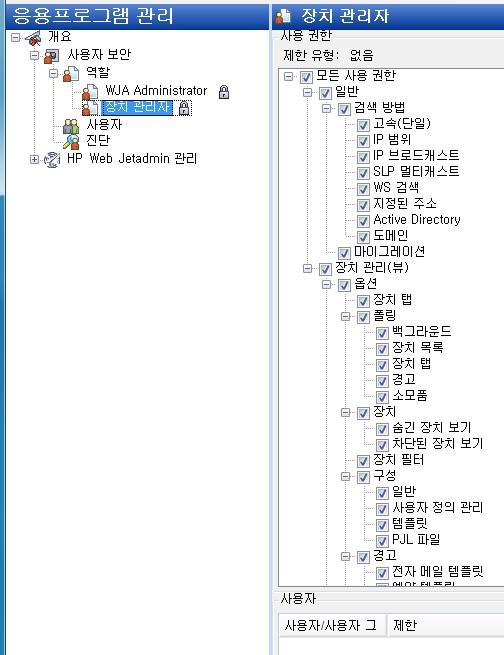 응용프로그램 관리
개요
사용자 보안
역할
WJA Administrator
장치 관리자
사용자
진단
HP Web Jetadmin 관리
장치 관리자
사용 권한
제한 유형: 없음
모든 사용 권한
일반
검색 방법
고속(단일)
IP 범위
IP 브로드캐스트
SLP 멀티캐스트
WS 검색
지정된 주소
Active Directory
도메인
마이그레이션
장치 관리(뷰)
옵션
장치 탭
폴링
백그라운드
장치 목록
장치 탭
경고
소모품
장치
숨긴 장치 보기
차단된 장치 보기
장치 필터
구성
일반
사용자 정의 관리
템플릿
PJL 파일
경고
전자 메일 템플릿
예약 템플릿
사용자
사용자/사용자 그 제한